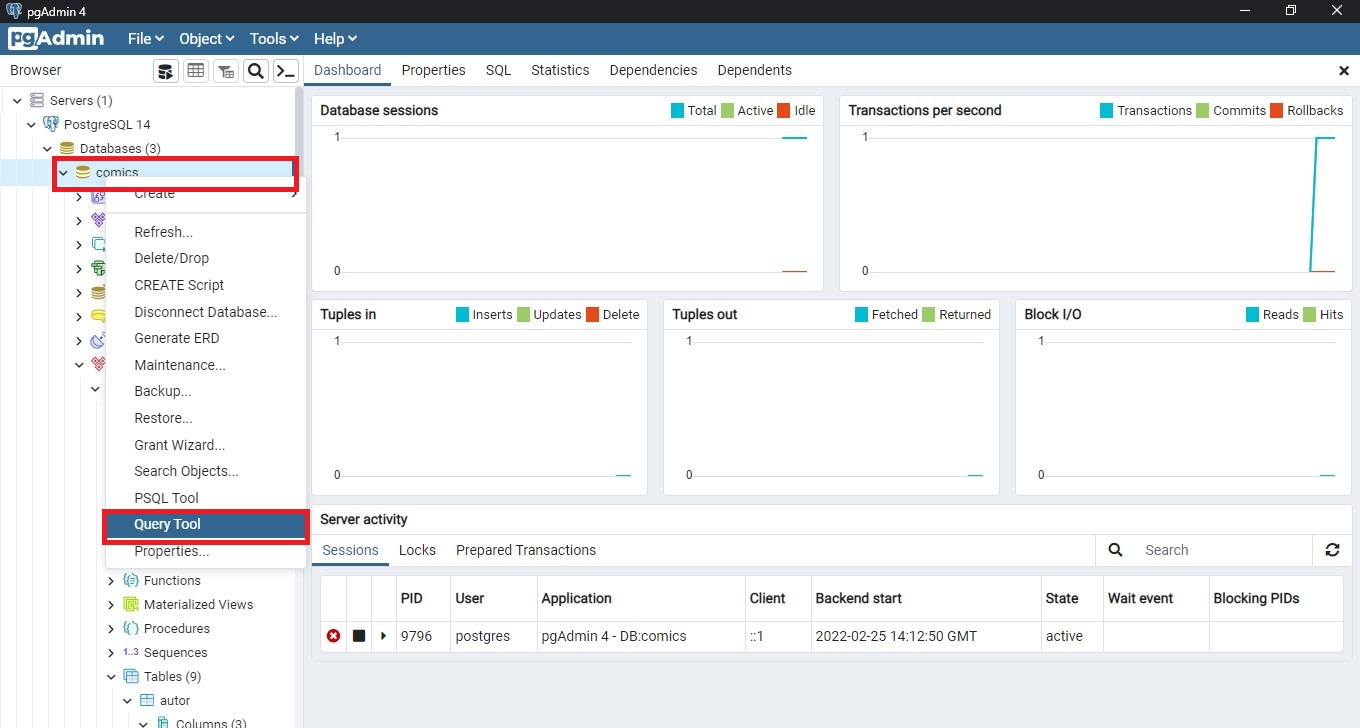 pgAdmin 4
pgAdmin File Object Tools Help
Browser
Dashboard Properties SQL Statistics Dependencies Dependents
Servers (1)
PostgreSQL 14
Databases (3)
comics
Create
Refresh...
Delete/Drop
CREATE Script
Disconnect Database...
Generate ERD
Maintenance...
Backup...
Restore...
Grant Wizard...
Search Objects...
PSQL Tool
Query Tool
Properties...
Functions
Materialized Views
Procedures
1..3 Sequences
Tables (9)
autor
Columns (3)
Database sessions Total Active Idle
1
0
Transactions per second Transactions Commits Rollbacks
1
0
Tuples in Inserts Updates Delete
1
0
Tuples out Fetched Returned
1
0
Block I/O Reads Hits
1
0
Server activity
Sessions Locks Prepared Transactions Search
PID User Application Client Backend start State Wait event Blocking PIDs
9796 postgres pgAdmin 4 - DB:comics ::1 2022-02-25 14:12:50 GMT active